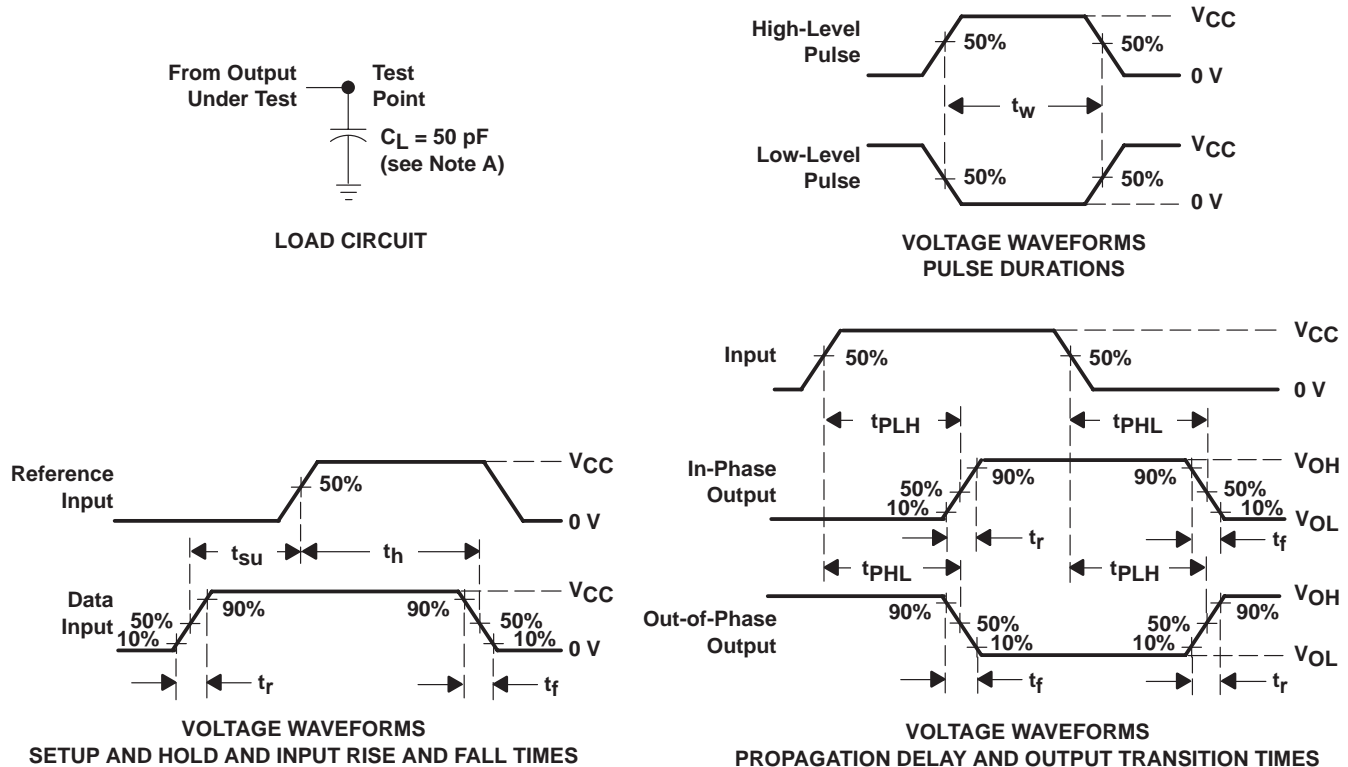 From Output
Under Test
Test
Point
CL = 50 pF
(see Note A)
LOAD CIRCUIT
High-Level
Pulse
50%
50%
VCC
0 V
tw
Low-Level
Pulse
50%
50%
VCC
0 V
VOLTAGE WAVEFORMS
PULSE DURATIONS
Reference
Input
50%
VCC
0 V
tsu
th
Data
Input
50%
10%
90%
90%
50%
10%
VCC
0 V
tr
tf
VOLTAGE WAVEFORMS
SETUP AND HOLD AND INPUT RISE AND FALL TIMES
Input
50%
50%
VCC
0 V
tPLH
tPHL
In-Phase
Output
50%
10%
90%
90%
50%
10%
VOH
VOL
tr
tf
tPHL
tPLH
Out-of-Phase
Output
90%
50%
10%
50%
10%
90%
VOH
VOL
tf
tr
VOLTAGE WAVEFORMS
PROPAGATION DELAY AND OUTPUT TRANSITION TIMES